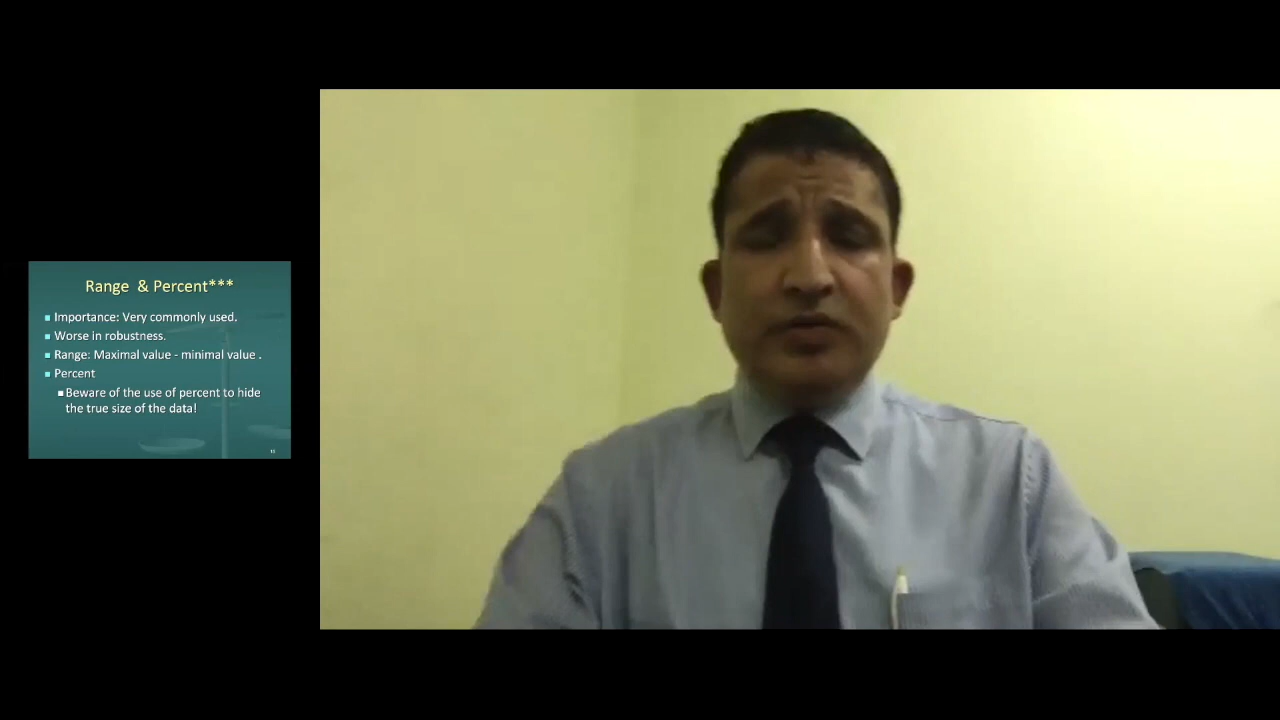 Range & Percent***
Importance: Very commonly used.
Worse in robustness.
Range: Maximal value - minimal value .
Percent
Beware of the use of percent to hide
the true size of the data!